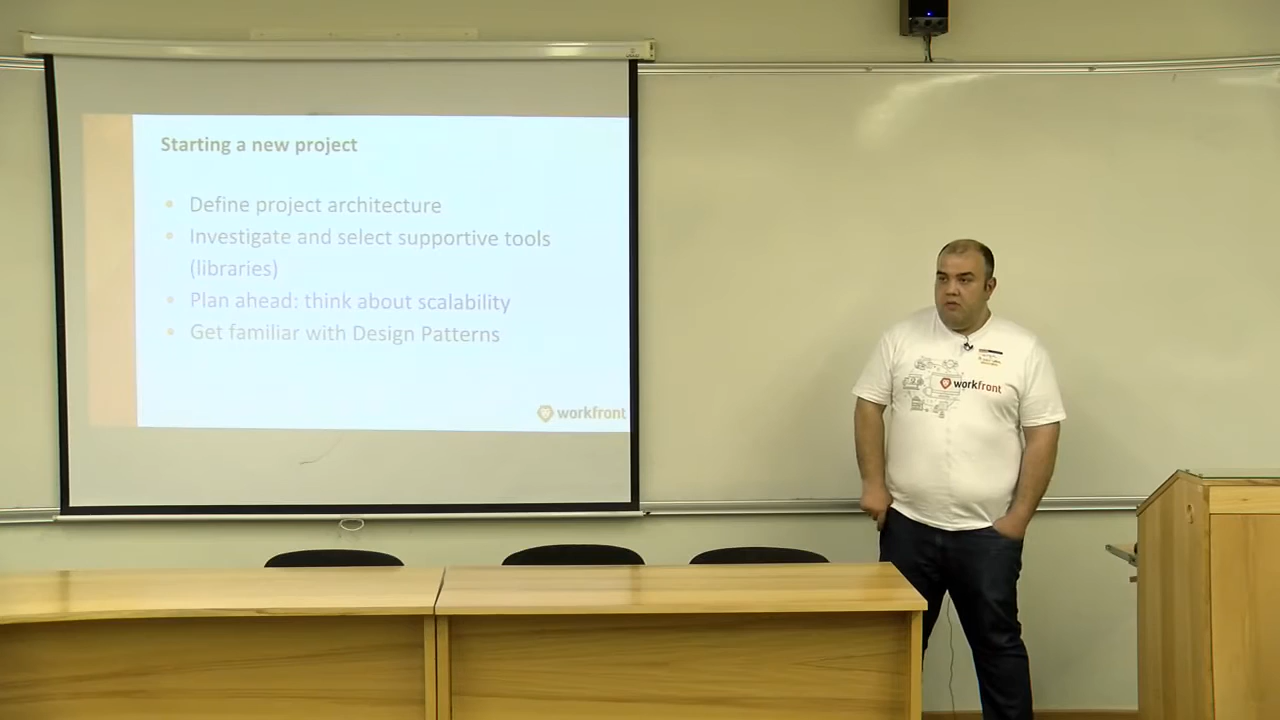 Starting a new project
• Define project architecture
• Investigate and select supportive tools
(libraries)
• Plan ahead: think about scalability
• Get familiar with Design Patterns
workfront
workfront